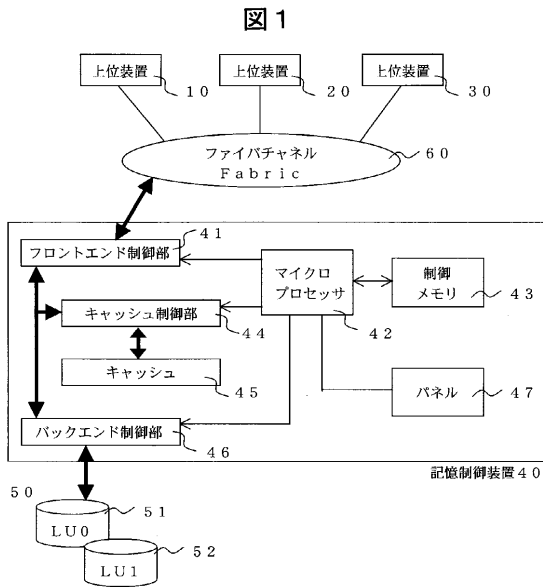 図１
上位装置
上位装置
上位装置
１０
２０
３０
ファイバチャネル
Ｆａｂｒｉｃ
６０
フロントエンド制御部
４１
マイクロ
プロセッサ
４２
制御
メモリ
４３
キャッシュ制御部
４４
キャッシュ
４５
パネル
４７
バックエンド制御部
４６
記憶制御装置４０
５０
５１
ＬＵ０
５２
ＬＵ１